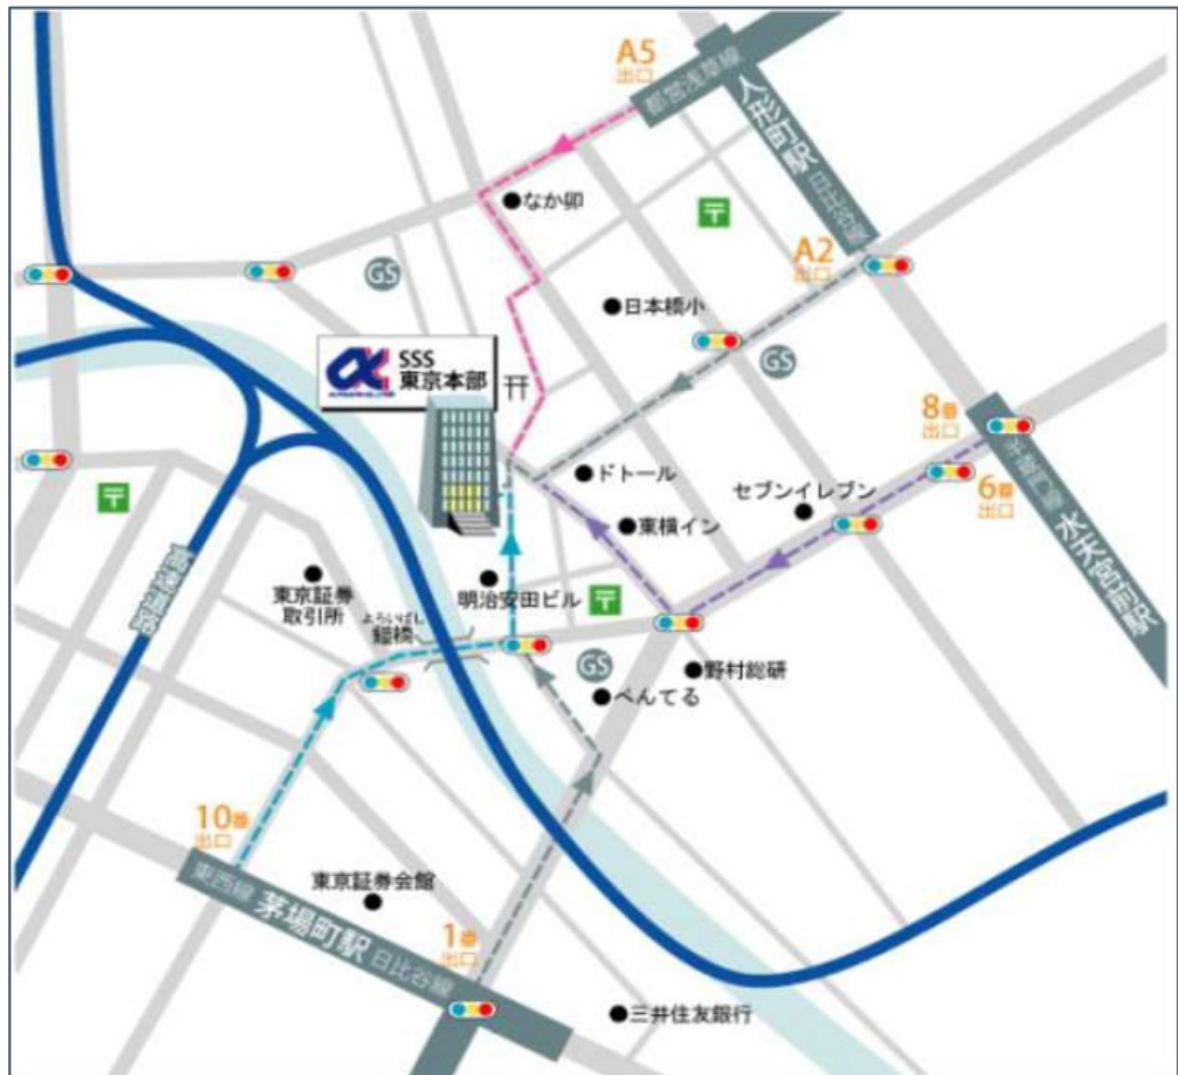 A5
出口
都営浅草線
人形町駅 日比谷線
なか卯
〒
A2
出口
GS
日本橋小
SSS
東京本部
GS
8番
出口
ドトール
セブンイレブン
6番
出口
〒
東横イン
水天宮町駅
東京証券
取引所
明治安田ビル
〒
よろいばし
鎧橋
GS
野村総研
ぺんてる
10番
出口
東西線 茅場町駅 日比谷線
東京証券会館
1番
出口
三井住友銀行